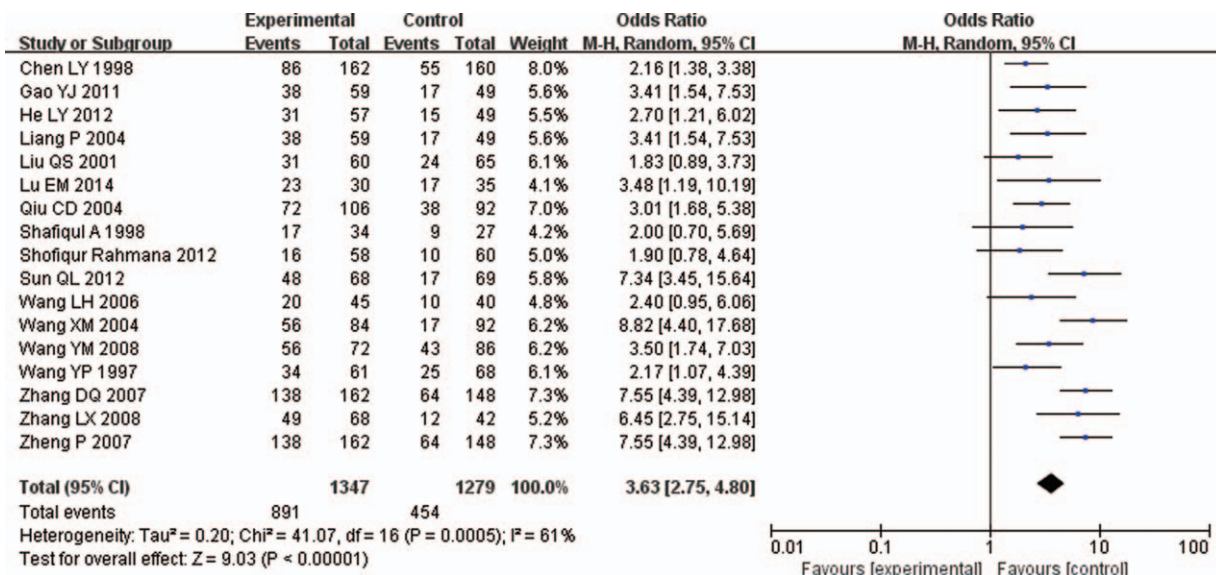 Experimental Control Odds Ratio Odds Ratio
Study or Subgroup Events Total Events Total Weight M-H, Random, 95% CI M-H, Random, 95% CI
Chen LY 1998 86 162 55 160 8.0% 2.16 [1.38, 3.38]
Gao YJ 2011 38 59 17 49 5.6% 3.41 [1.54, 7.53]
He LY 2012 31 57 15 49 5.5% 2.70 [1.21, 6.02]
Liang P 2004 38 59 17 49 5.6% 3.41 [1.54, 7.53]
Liu QS 2001 31 60 24 65 6.1% 1.83 [0.89, 3.73]
Lu EM 2014 23 30 17 35 4.1% 3.48 [1.19, 10.19]
Qiu CD 2004 72 106 38 92 7.0% 3.01 [1.68, 5.38]
Shafiqul A 1998 17 34 9 27 4.2% 2.00 [0.70, 5.69]
Shofiqur Rahmana 2012 16 58 10 60 5.0% 1.90 [0.78, 4.64]
Sun QL 2012 48 68 17 69 5.8% 7.34 [3.45, 15.64]
Wang LH 2006 20 45 10 40 4.8% 2.40 [0.95, 6.06]
Wang XM 2004 56 84 17 92 6.2% 8.82 [4.40, 17.68]
Wang YM 2008 56 72 43 86 6.2% 3.50 [1.74, 7.03]
Wang YP 1997 34 61 25 68 6.1% 2.17 [1.07, 4.39]
Zhang DQ 2007 138 162 64 148 7.3% 7.55 [4.39, 12.98]
Zhang LX 2008 49 68 12 42 5.2% 6.45 [2.75, 15.14]
Zheng P 2007 138 162 64 148 7.3% 7.55 [4.39, 12.98]
Total (95% CI) 1347 1279 100.0% 3.63 [2.75, 4.80]
Total events 891 454
Heterogeneity: Tau² = 0.20; Chi² = 41.07, df = 16 (P = 0.0005); I² = 61%
Test for overall effect: Z = 9.03 (P < 0.00001)
0.01 0.1 1 10 100
Favours [experimental] Favours [control]